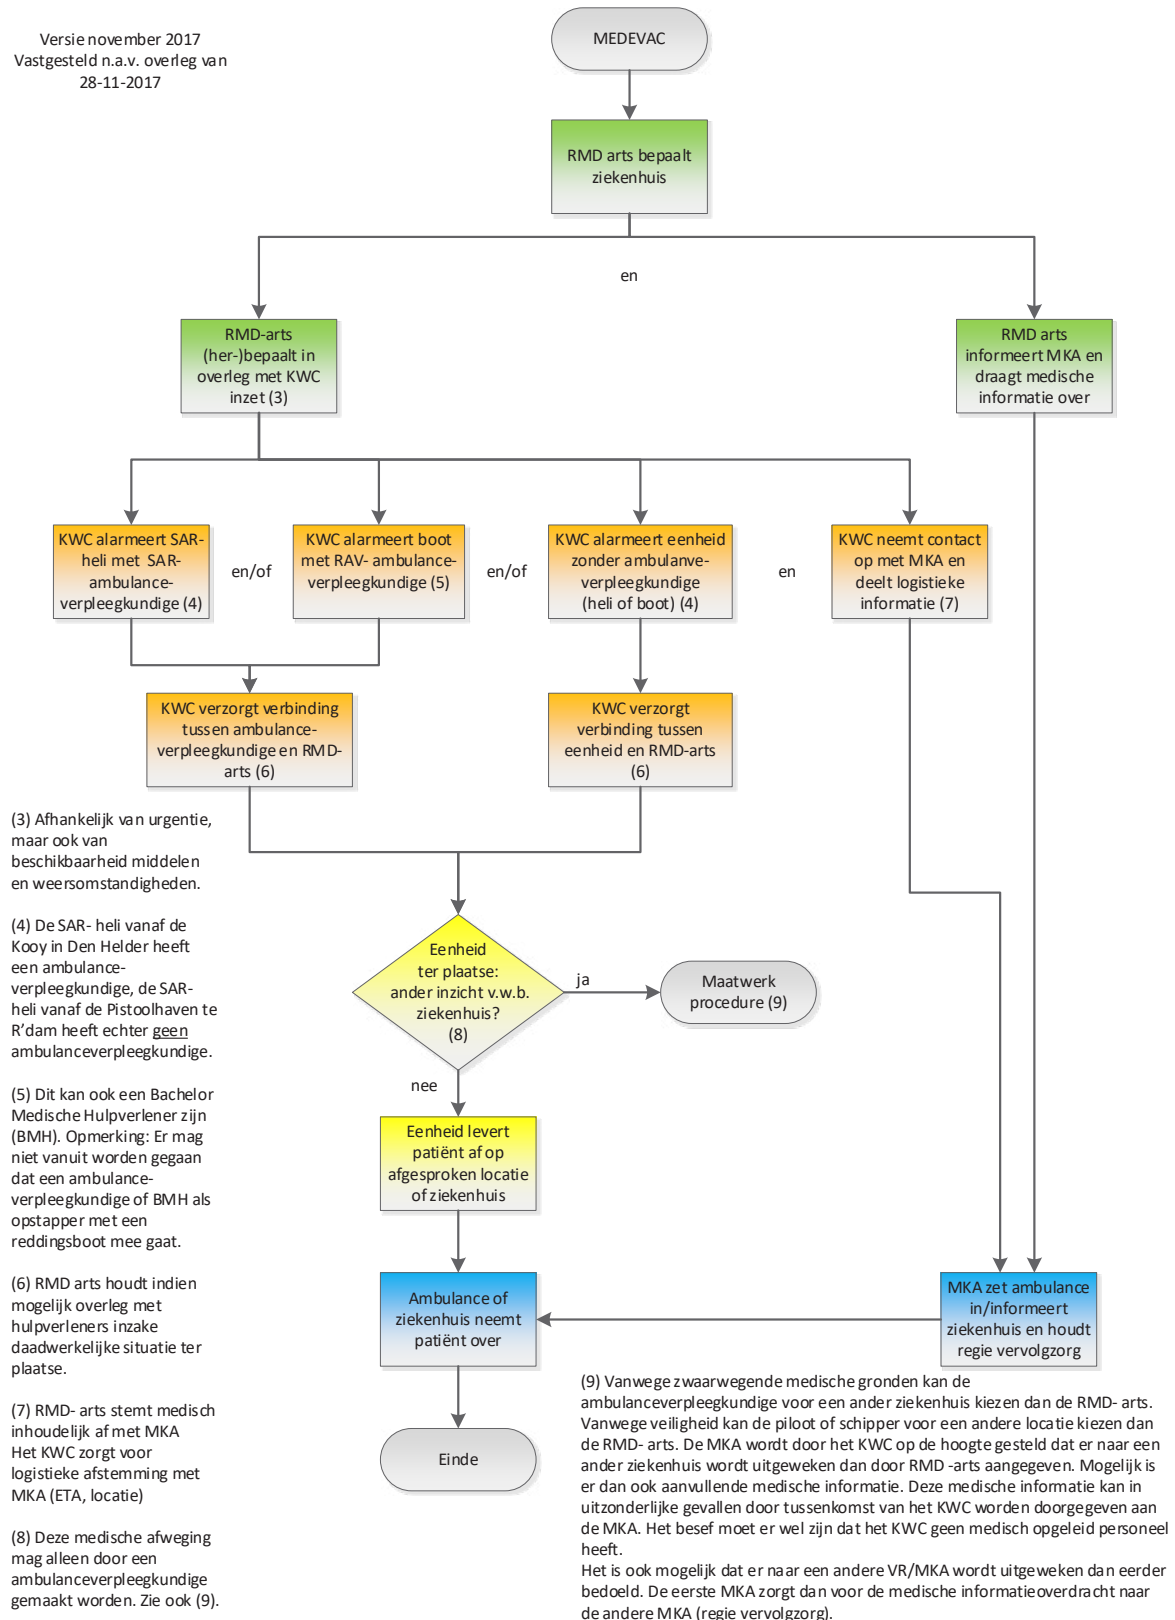 Versie november 2017
Vastgesteld n.a.v. overleg van
28-11-2017
MEDEVAC
RMD arts bepaalt
ziekenhuis
en
RMD-arts
(her-)bepaalt in
overleg met KWC
inzet (3)
RMD arts
informeert MKA en
draagt medische
informatie over
KWC alarmeert SAR-
heli met SAR-
ambulance-
verpleegkundige (4)
en/of
KWC alarmeert boot
met RAV- ambulance-
verpleegkundige (5)
en/of
KWC alarmeert eenheid
zonder ambulanve-
verpleegkundige
(heli of boot) (4)
en
KWC neemt contact
op met MKA en
deelt logistieke
informatie (7)
KWC verzorgt verbinding
tussen ambulance-
verpleegkundige en RMD-
arts (6)
KWC verzorgt
verbinding tussen
eenheid en RMD-arts
(6)
(3) Afhankelijk van urgentie,
maar ook van
beschikbaarheid middelen
en weersomstandigheden.
(4) De SAR- heli vanaf de
Kooy in Den Helder heeft
een ambulance-
verpleegkundige, de SAR-
heli vanaf de Pistoolhaven te
R'dam heeft echter geen
ambulanceverpleegkundige.
(5) Dit kan ook een Bachelor
Medische Hulpverlener zijn
(BMH). Opmerking: Er mag
niet vanuit worden gegaan
dat een ambulance-
verpleegkundige of BMH als
opstapper met een
reddingsboot mee gaat.
(6) RMD arts houdt indien
mogelijk overleg met
hulpverleners inzake
daadwerkelijke situatie ter
plaatse.
(7) RMD- arts stemt medisch
inhoudelijk af met MKA
Het KWC zorgt voor
logistieke afstemming met
MKA (ETA, locatie)
(8) Deze medische afweging
mag alleen door een
ambulanceverpleegkundige
gemaakt worden. Zie ook (9).
Eenheid
ter plaatse:
ander inzicht v.w.b.
ziekenhuis?
(8)
ja
Maatwerk
procedure (9)
nee
Eenheid levert
patiënt af op
afgesproken locatie
of ziekenhuis
Ambulance of
ziekenhuis neemt
patiënt over
MKA zet ambulance
in/informeert
ziekenhuis en houdt
regie vervolgzorg
Einde
(9) Vanwege zwaarwegende medische gronden kan de
ambulanceverpleegkundige voor een ander ziekenhuis kiezen dan de RMD- arts.
Vanwege veiligheid kan de piloot of schipper voor een andere locatie kiezen dan
de RMD- arts. De MKA wordt door het KWC op de hoogte gesteld dat er naar een
ander ziekenhuis wordt uitgeweken dan door RMD -arts aangegeven. Mogelijk is
er dan ook aanvullende medische informatie. Deze medische informatie kan in
uitzonderlijke gevallen door tussenkomst van het KWC worden doorgegeven aan
de MKA. Het besef moet er wel zijn dat het KWC geen medisch opgeleid personeel
heeft.
Het is ook mogelijk dat er naar een andere VR/MKA wordt uitgeweken dan eerder
bedoeld. De eerste MKA zorgt dan voor de medische informatieoverdracht naar
de andere MKA (regie vervolgzorg).